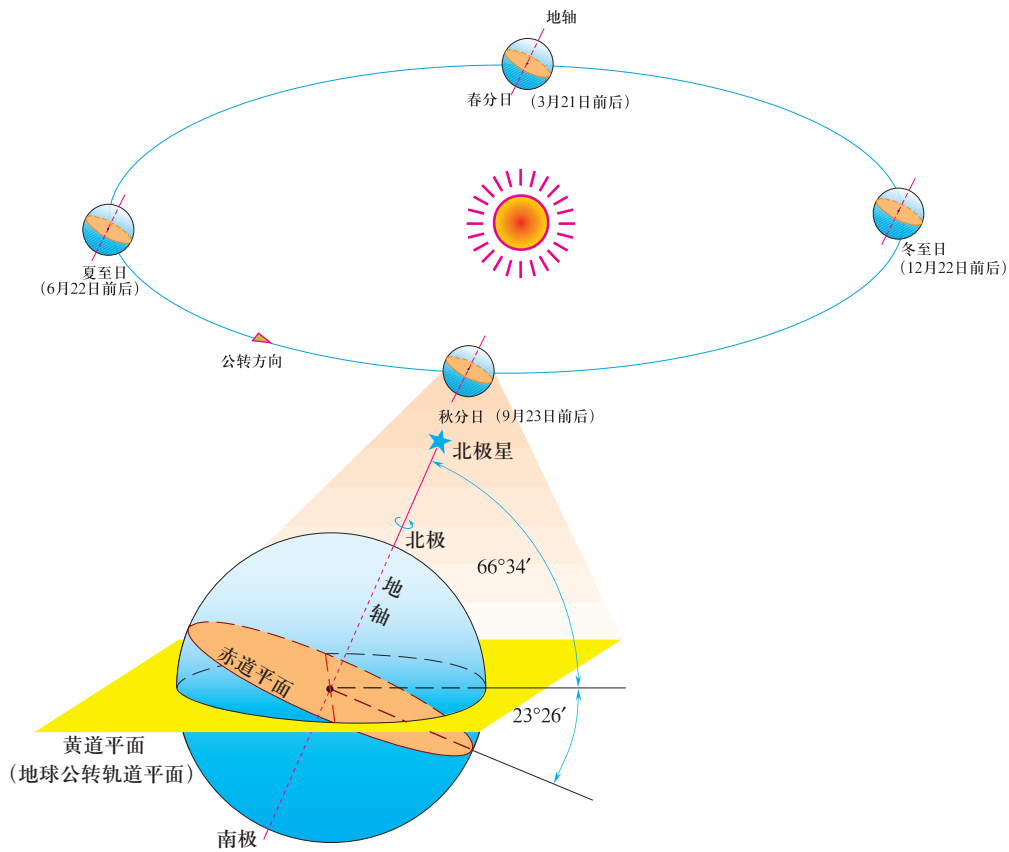 地轴
春分日 （3月21日前后）
夏至日
（6月22日前后）
冬至日
（12月22日前后）
公转方向
秋分日 （9月23日前后）
北极星
北极
66°34′
地
轴
赤道平面
23°26′
黄道平面
（地球公转轨道平面）
南极